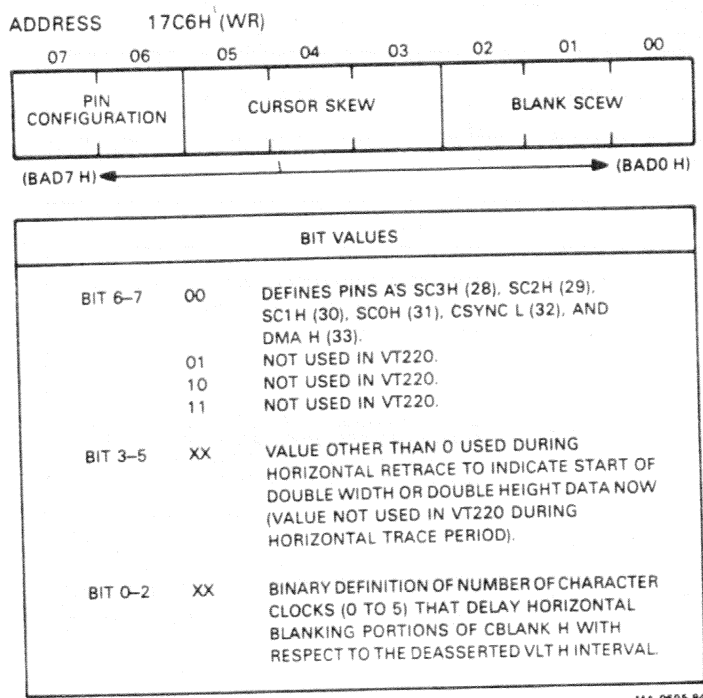 ADDRESS 17C6H (WR)
07 06 05 04 03 02 01 00
PIN
CONFIGURATION
CURSOR SKEW
BLANK SCEW
(BAD7 H) (BAD0 H)
BIT VALUES
BIT 6–7 00 DEFINES PINS AS SC3H (28), SC2H (29),
SC1H (30), SC0H (31), CSYNC L (32), AND
DMA H (33).
01 NOT USED IN VT220.
10 NOT USED IN VT220.
11 NOT USED IN VT220.
BIT 3–5 XX VALUE OTHER THAN 0 USED DURING
HORIZONTAL RETRACE TO INDICATE START OF
DOUBLE WIDTH OR DOUBLE HEIGHT DATA NOW
(VALUE NOT USED IN VT220 DURING
HORIZONTAL TRACE PERIOD).
BIT 0–2 XX BINARY DEFINITION OF NUMBER OF CHARACTER
CLOCKS (0 TO 5) THAT DELAY HORIZONTAL
BLANKING PORTIONS OF CBLANK H WITH
RESPECT TO THE DEASSERTED VLT H INTERVAL.